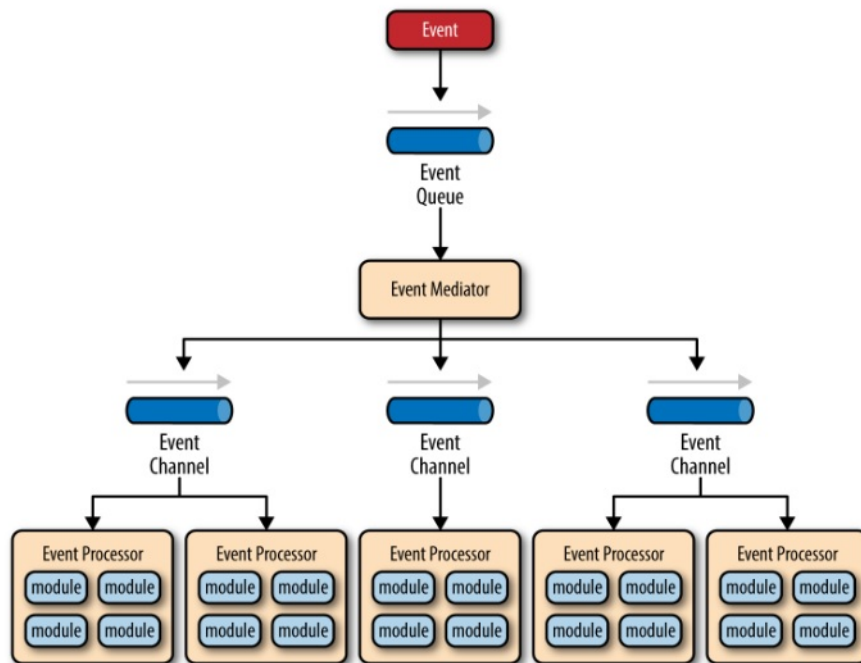 Event
Event
Queue
Event Mediator
Event
Channel
Event
Channel
Event
Channel
Event Processor
module module
module module
Event Processor
module module
module module
Event Processor
module module
module module
Event Processor
module module
module module
Event Processor
module module
module module